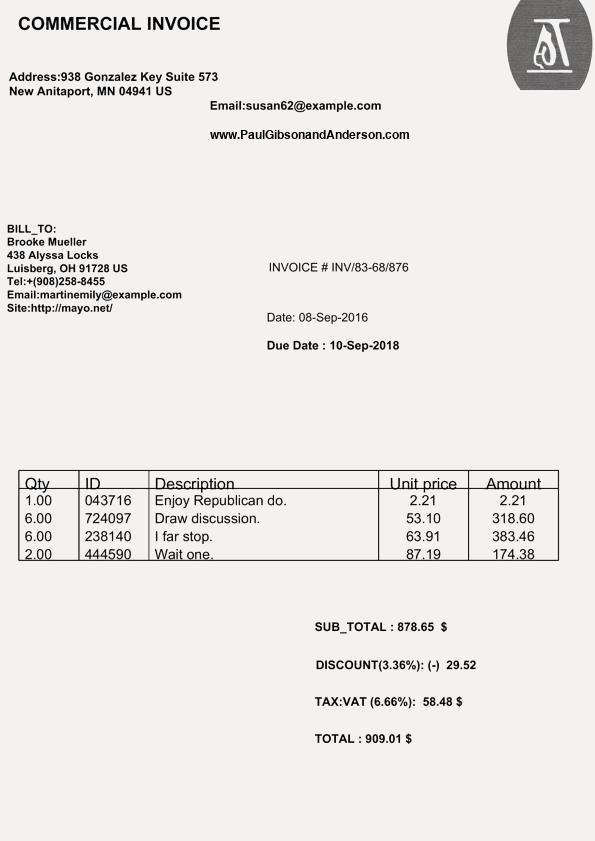 COMMERCIAL INVOICE
Address:938 Gonzalez Key Suite 573
New Anitaport, MN 04941 US
Email:susan62@example.com
www.PaulGibsonandAnderson.com
BILL_TO:
Brooke Mueller
438 Alyssa Locks
Luisberg, OH 91728 US
Tel:+(908)258-8455
Email:martinemily@example.com
Site:http://mayo.net/
INVOICE # INV/83-68/876
Date: 08-Sep-2016
Due Date : 10-Sep-2018
Qty ID Description Unit price Amount
1.00 043716 Enjoy Republican do. 2.21 2.21
6.00 724097 Draw discussion. 53.10 318.60
6.00 238140 I far stop. 63.91 383.46
2.00 444590 Wait one. 87.19 174.38
SUB_TOTAL : 878.65 $
DISCOUNT(3.36%): (-) 29.52
TAX:VAT (6.66%): 58.48 $
TOTAL : 909.01 $